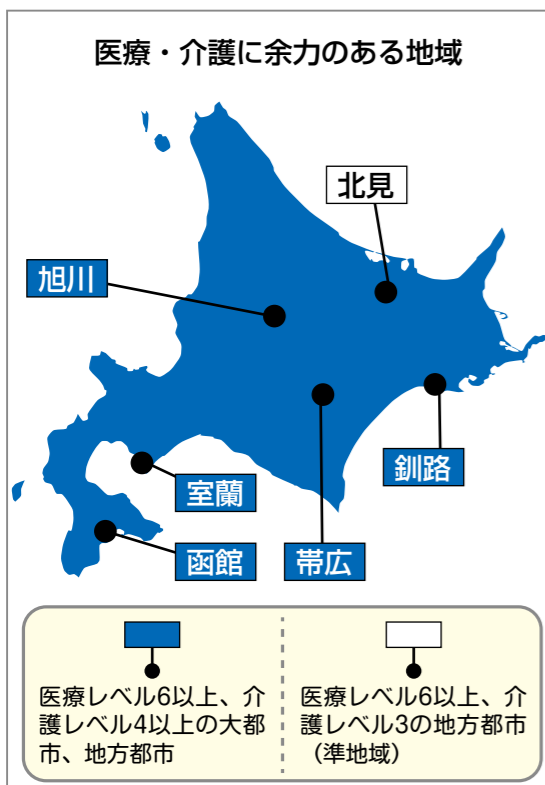 医療・介護に余力のある地域
北見
旭川
釧路
室蘭
函館
帯広
医療レベル6以上、介
護レベル4以上の大都
市、地方都市
医療レベル6以上、介
護レベル3の地方都市
（準地域）